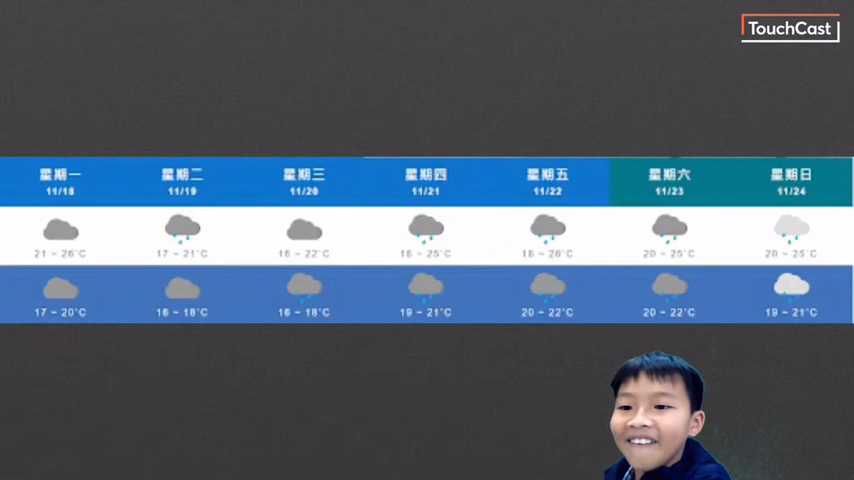 TouchCast
星期一 星期二 星期三 星期四 星期五 星期六 星期日
11/18 11/19 11/20 11/21 11/22 11/23 11/24
21 ~ 26°C 17 ~ 21°C 16 ~ 22°C 16 ~ 25°C 18 ~ 26°C 20 ~ 25°C 20 ~ 25°C
17 ~ 20°C 16 ~ 18°C 16 ~ 18°C 19 ~ 21°C 20 ~ 22°C 20 ~ 22°C 19 ~ 21°C